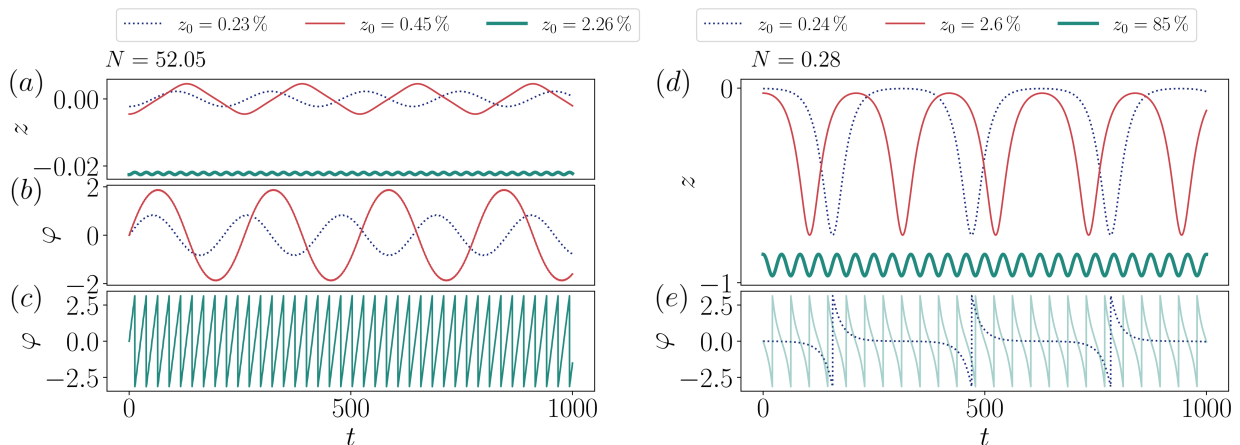 z₀ = 0.23 %   z₀ = 0.45 %   z₀ = 2.26 %
z₀ = 0.24 %   z₀ = 2.6 %   z₀ = 85 %
N = 52.05
N = 0.28
(a)
0.00
−0.02
z
(b)
2
0
−2
φ
(c)
2.5
0.0
−2.5
φ
0
500
1000
t
(d)
0
−1
z
(e)
2.5
0.0
−2.5
φ
0
500
1000
t